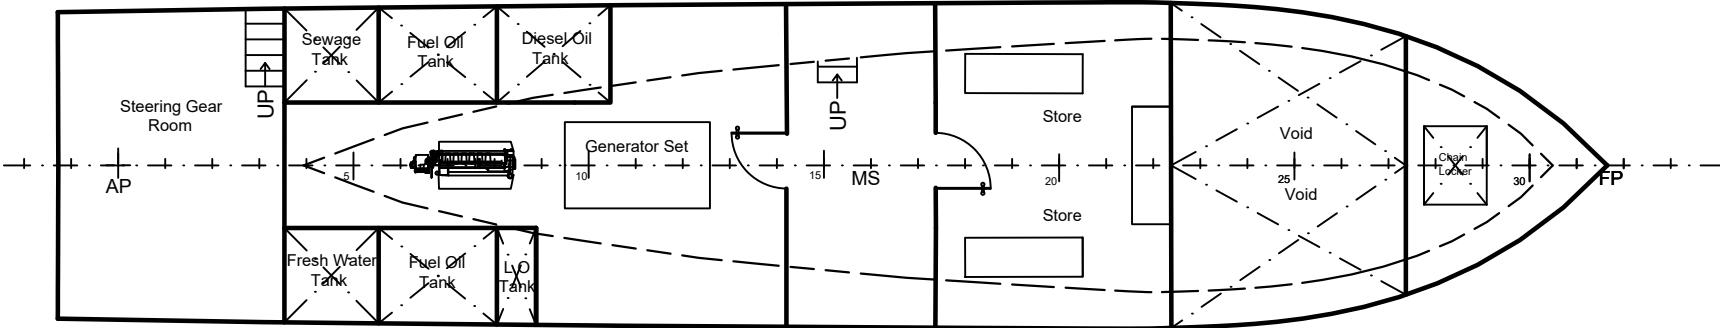 Sewage
Tank
Fuel Oil
Tank
Diesel Oil
Tank
Steering Gear
Room
UP
UP
Store
Generator Set
Void
Chain
Locker
AP
5
10
15
MS
20
25
30
FP
Void
Store
Fresh Water
Tank
Fuel Oil
Tank
L.O
Tank